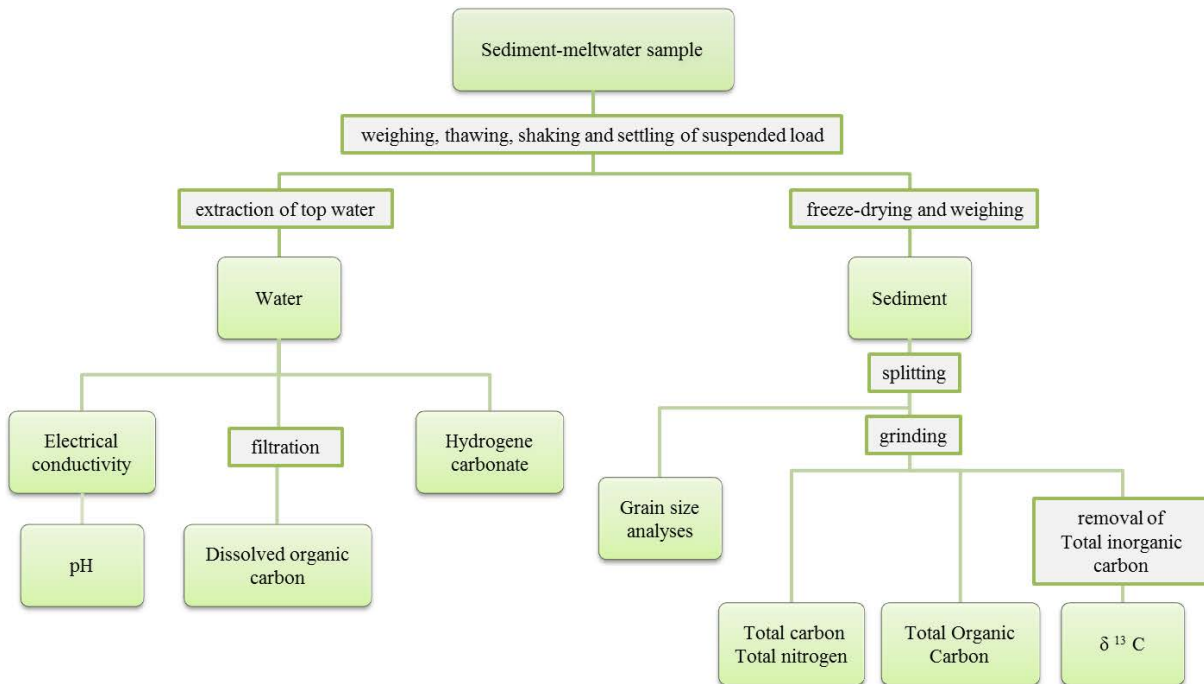 Sediment-meltwater sample
weighing, thawing, shaking and settling of suspended load
extraction of top water
freeze-drying and weighing
Water
Sediment
splitting
Electrical
conductivity
filtration
Hydrogene
carbonate
grinding
Grain size
analyses
removal of
Total inorganic
carbon
pH
Dissolved organic
carbon
Total carbon
Total nitrogen
Total Organic
Carbon
δ ¹³ C